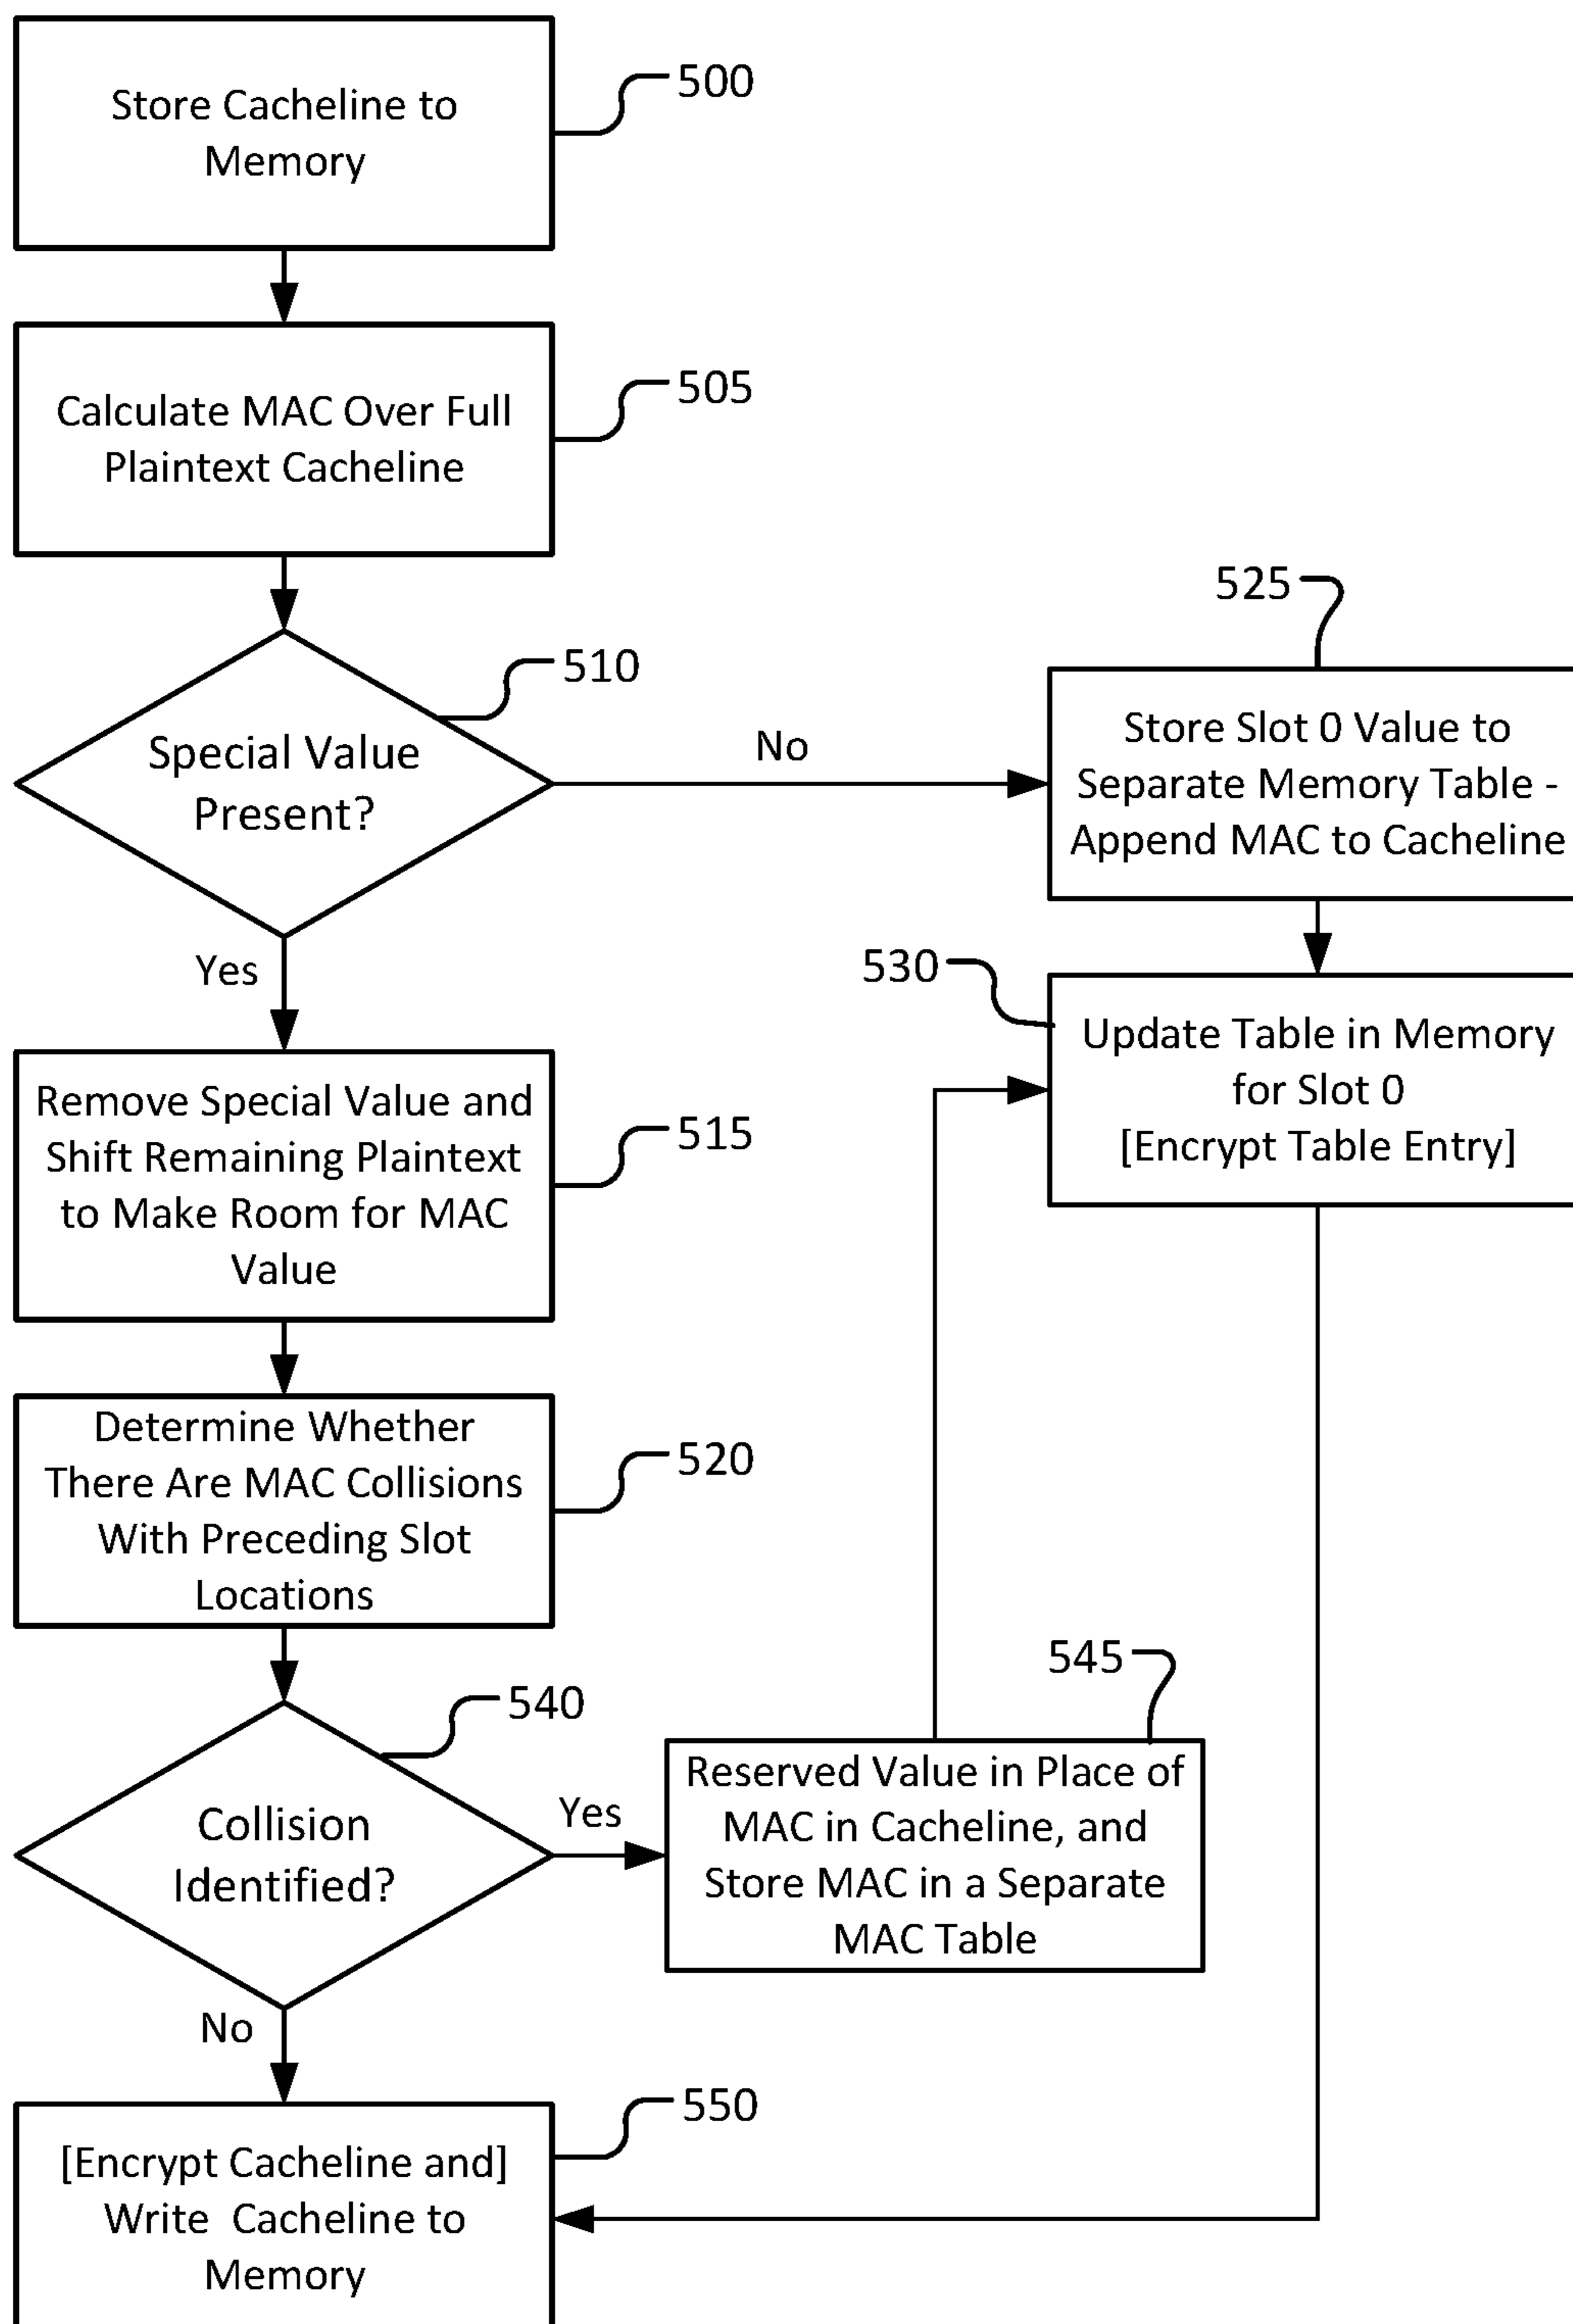 Store Cacheline to
Memory
500
Calculate MAC Over Full
Plaintext Cacheline
505
Special Value
Present?
510
No
Yes
525
Store Slot 0 Value to
Separate Memory Table -
Append MAC to Cacheline
530
Update Table in Memory
for Slot 0
[Encrypt Table Entry]
Remove Special Value and
Shift Remaining Plaintext
to Make Room for MAC
Value
515
Determine Whether
There Are MAC Collisions
With Preceding Slot
Locations
520
Collision
Identified?
540
Yes
No
545
Reserved Value in Place of
MAC in Cacheline, and
Store MAC in a Separate
MAC Table
[Encrypt Cacheline and]
Write Cacheline to
Memory
550